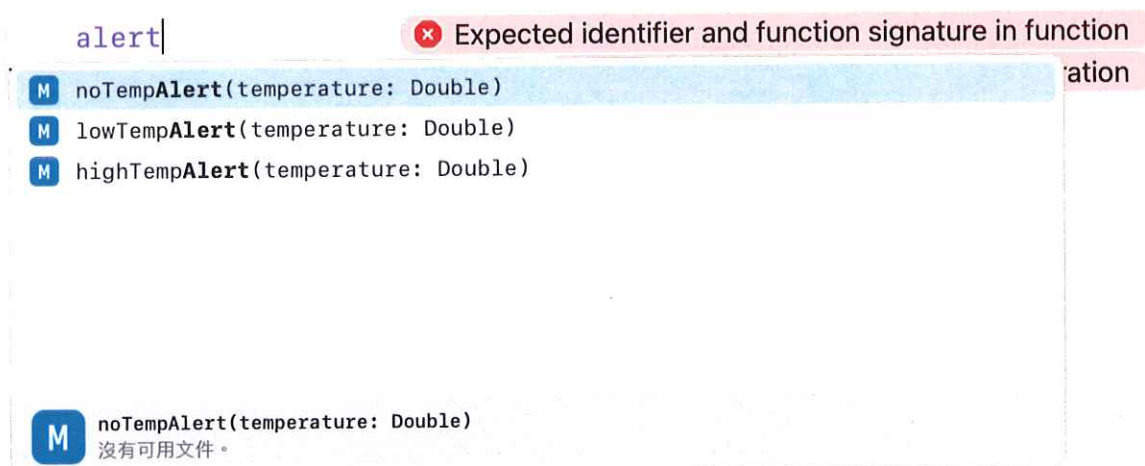 alert
Expected identifier and function signature in function
ration
M noTempAlert(temperature: Double)
M lowTempAlert(temperature: Double)
M highTempAlert(temperature: Double)
M noTempAlert(temperature: Double)
沒有可用文件。